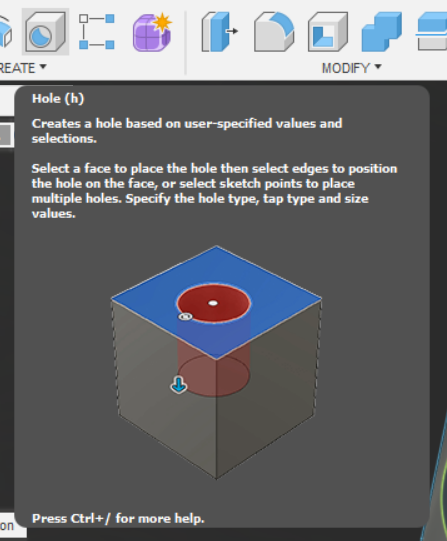 REATE ▾
MODIFY ▾
Hole (h)
Creates a hole based on user-specified values and
selections.
Select a face to place the hole then select edges to position
the hole on the face, or select sketch points to place
multiple holes. Specify the hole type, tap type and size
values.
on
Press Ctrl+/ for more help.